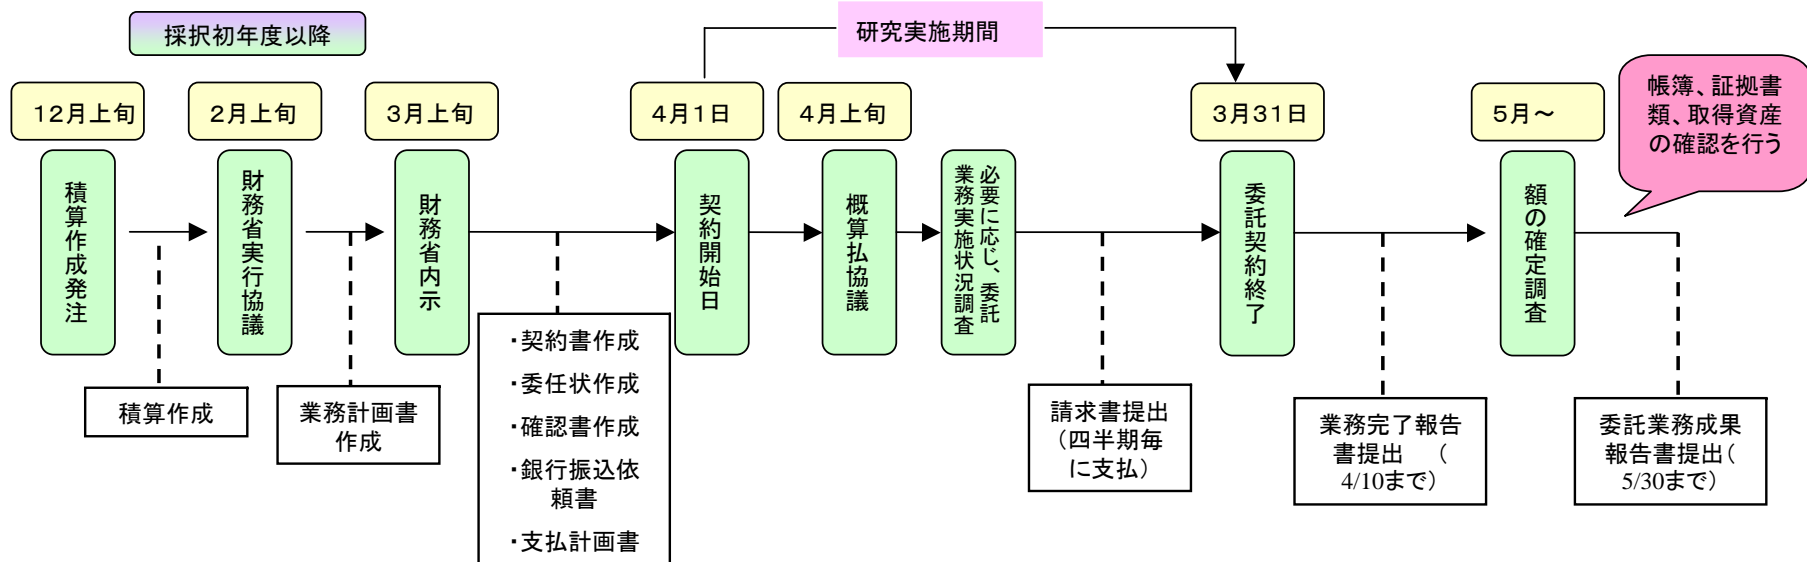 採択初年度以降
研究実施期間
12月上旬
2月上旬
3月上旬
4月1日
4月上旬
3月31日
5月～
帳簿、証拠書
類、取得資産
の確認を行う
積算作成発注
財務省実行協議
財務省内示
契約開始日
概算払協議
必要に応じ、委託
業務実施状況調査
委託契約終了
額の確定調査
積算作成
業務計画書
作成
・契約書作成
・委任状作成
・確認書作成
・銀行振込依
頼書
・支払計画書
請求書提出
（四半期毎
に支払）
業務完了報告
書提出　（
4/10まで）
委託業務成果
報告書提出（
5/30まで）